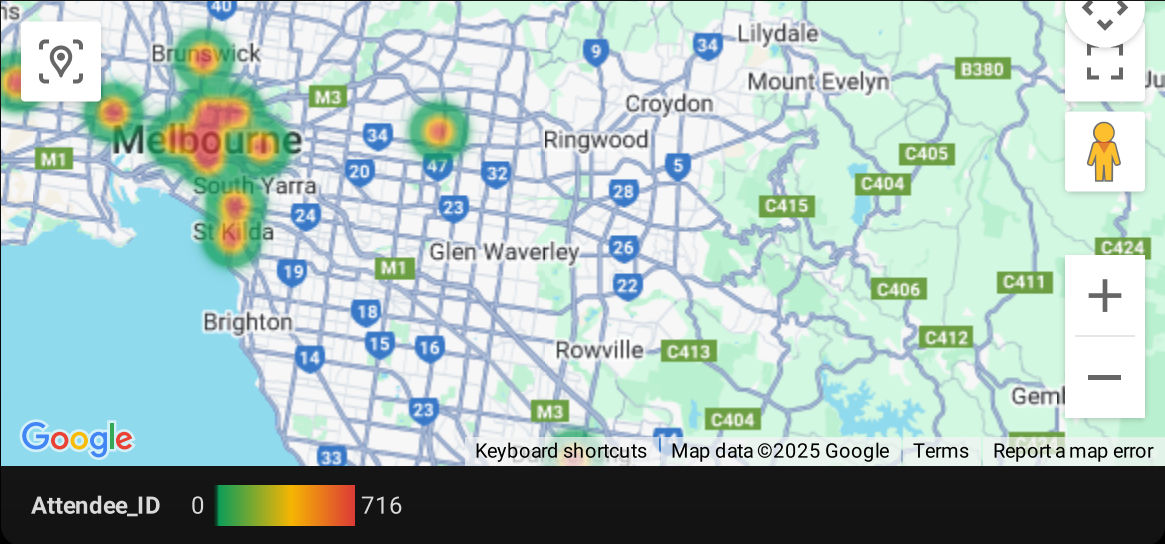 ns
40
Lilydale
9
34
Brunswick
B380
Mount Evelyn
Ju
M3
Croydon
34
Ringwood
Melbourne
M1
C405
47
5
20
32
C404
South Yarra
28
C415
23
24
St Kilda
26
C424
Glen Waverley
M1
19
22
C411
C406
18
Brighton
C412
15
16
Rowville
C413
14
Geml
23
M3
C404
Google
33
Keyboard shortcuts
Map data ©2025 Google
Terms
Report a map error
Attendee_ID 0 716